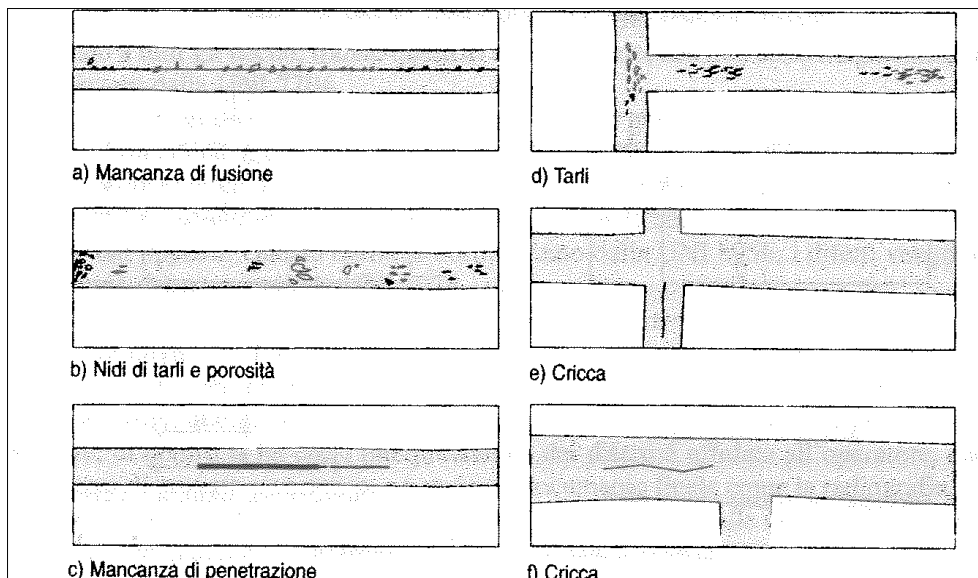 a) Mancanza di fusione
d) Tarli
b) Nidi di tarli e porosità
e) Cricca
c) Mancanza di penetrazione
f) Cricca